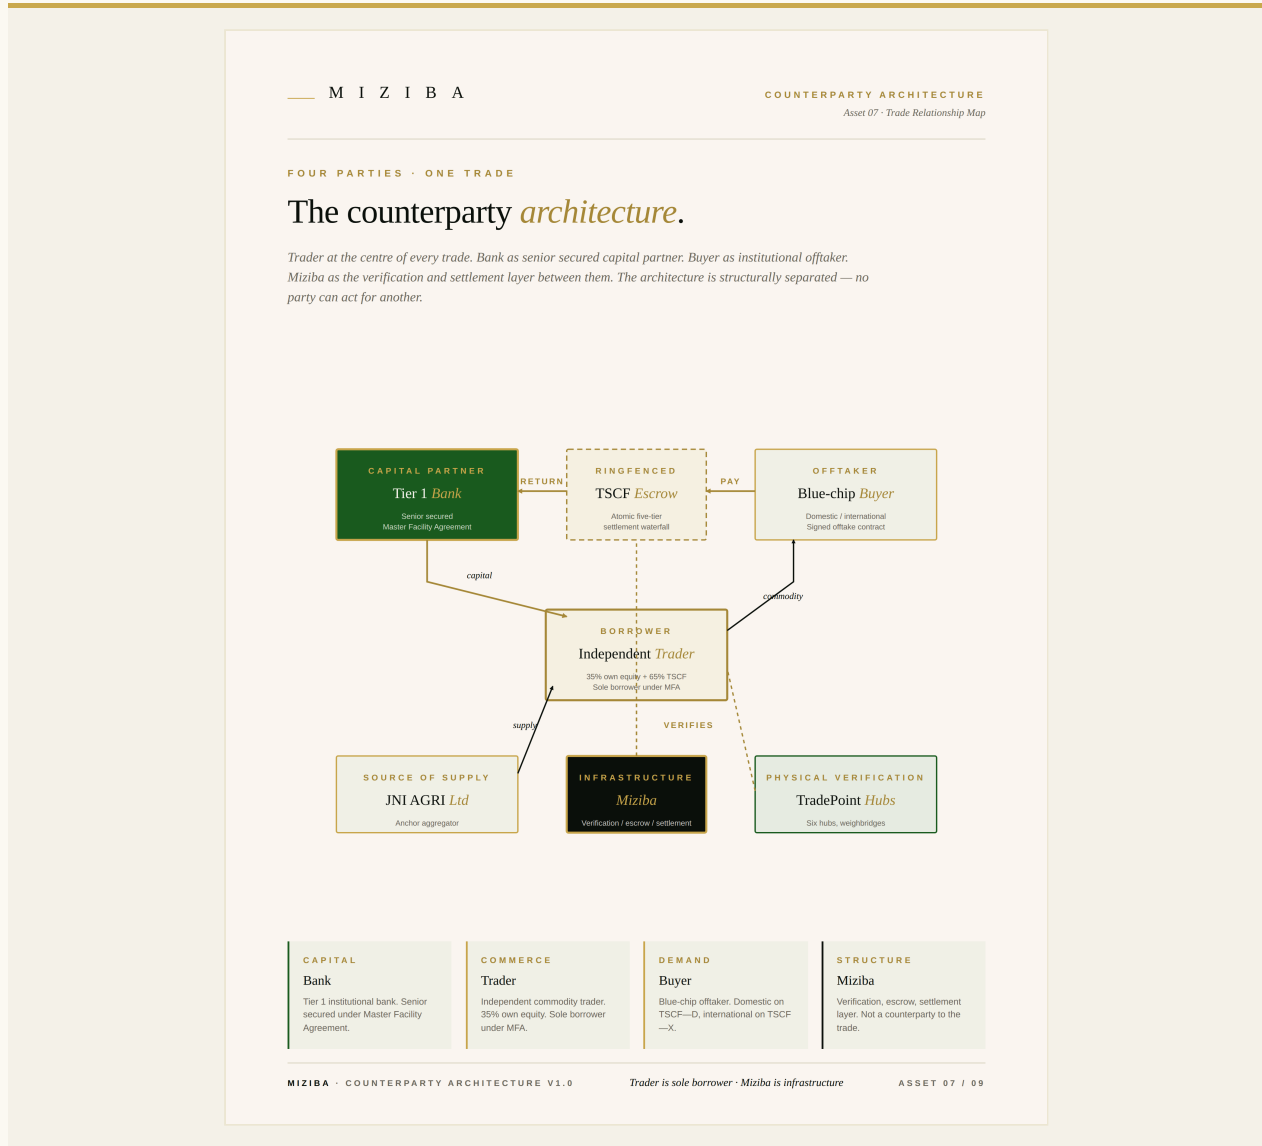 MIZIBA
COUNTERPARTY ARCHITECTURE
Asset 07 · Trade Relationship Map
FOUR PARTIES · ONE TRADE
The counterparty architecture.
Trader at the centre of every trade. Bank as senior secured capital partner. Buyer as institutional offtaker.
Miziba as the verification and settlement layer between them. The architecture is structurally separated — no
party can act for another.
CAPITAL PARTNER
Tier 1 Bank
Senior secured
Master Facility Agreement
RETURN
RINGFENCED
TSCF Escrow
Atomic five-tier
settlement waterfall
PAY
OFFTAKER
Blue-chip Buyer
Domestic / international
Signed offtake contract
capital
commodity
BORROWER
Independent Trader
35% own equity + 65% TSCF
Sole borrower under MFA
supply
VERIFIES
SOURCE OF SUPPLY
JNI AGRI Ltd
Anchor aggregator
INFRASTRUCTURE
Miziba
Verification / escrow / settlement
PHYSICAL VERIFICATION
TradePoint Hubs
Six hubs, weighbridges
CAPITAL
Bank
Tier 1 institutional bank. Senior
secured under Master Facility
Agreement.
COMMERCE
Trader
Independent commodity trader.
35% own equity. Sole borrower
under MFA.
DEMAND
Buyer
Blue-chip offtaker. Domestic on
TSCF—D, international on TSCF
—X.
STRUCTURE
Miziba
Verification, escrow, settlement
layer. Not a counterparty to the
trade.
MIZIBA · COUNTERPARTY ARCHITECTURE V1.0
Trader is sole borrower · Miziba is infrastructure
ASSET 07 / 09